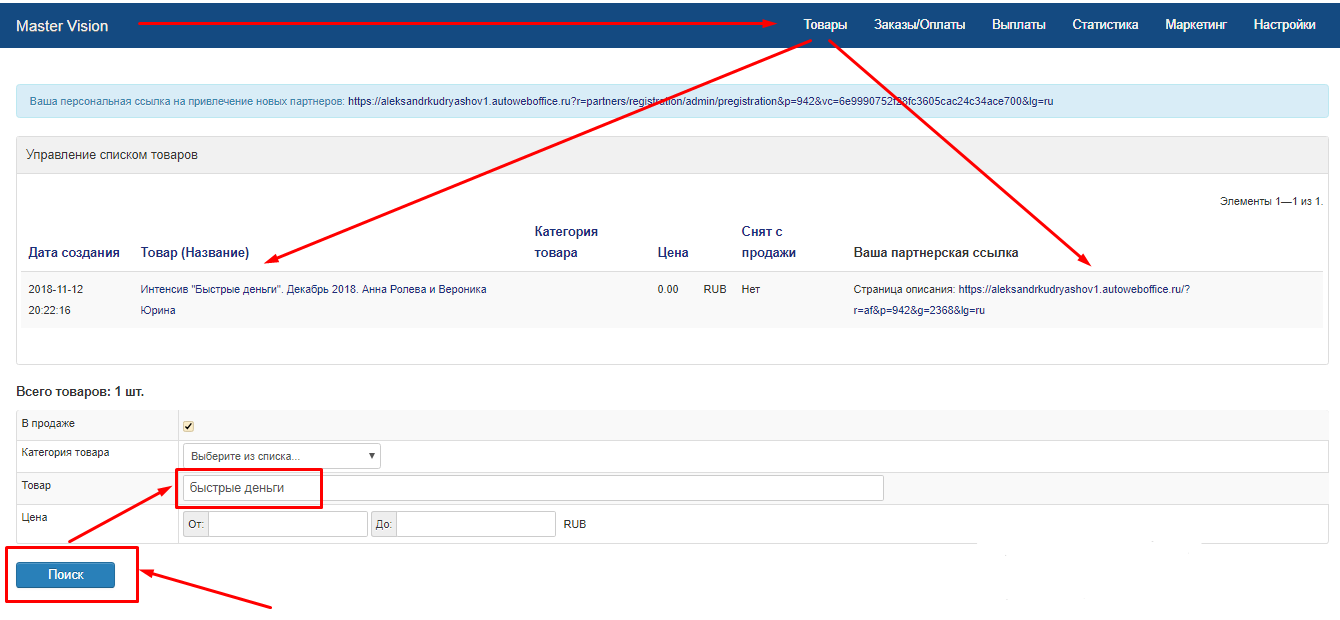 Master Vision Товары Заказы/Оплаты Выплаты Статистика Маркетинг Настройки
Ваша персональная ссылка на привлечение новых партнеров: https://aleksandrkudryashov1.autoweboffice.ru?r=partners/registration/admin/pregistration&p=942&vc=6e9990752f28fc3605cac24c34ace700&lg=ru
Управление списком товаров
Элементы 1—1 из 1.
Дата создания Товар (Название) Категория товара Цена Снят с продажи Ваша партнерская ссылка
2018-11-12 Интенсив "Быстрые деньги". Декабрь 2018. Анна Ролева и Вероника 0.00 RUB Нет Страница описания: https://aleksandrkudryashov1.autoweboffice.ru/?
20:22:16 Юрина r=af&p=942&g=2368&lg=ru
Всего товаров: 1 шт.
В продаже
Категория товара Выберите из списка...
Товар быстрые деньги
Цена От: До: RUB
Поиск